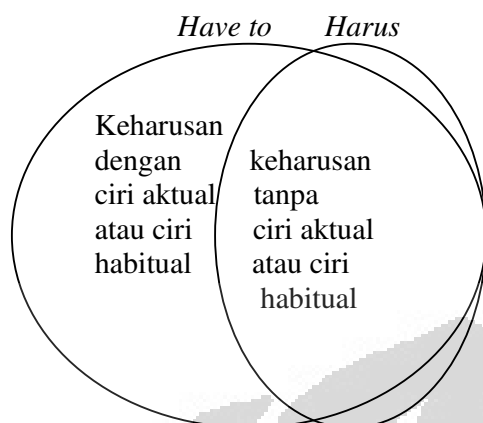 Have to Harus
Keharusan
dengan
ciri aktual
atau ciri
habitual
keharusan
tanpa
ciri aktual
atau ciri
habitual